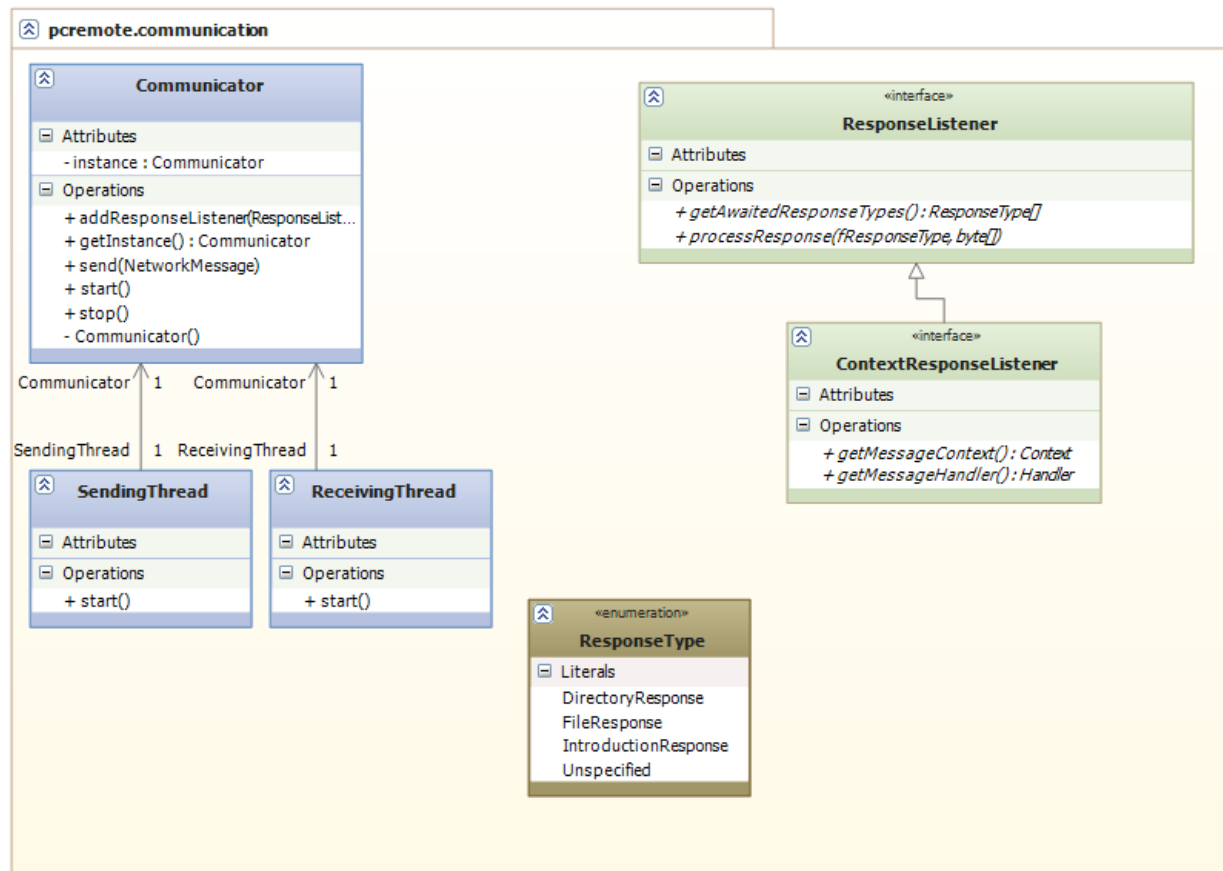 pcremote.communication
Communicator
Attributes
- instance : Communicator
Operations
+ addResponseListener(ResponseList...
+ getInstance() : Communicator
+ send(NetworkMessage)
+ start()
+ stop()
- Communicator()
«interface»
ResponseListener
Attributes
Operations
+ getAwaitedResponseTypes() : ResponseType[]
+ processResponse(fResponseType, byte[])
«interface»
ContextResponseListener
Attributes
Operations
+ getMessageContext() : Context
+ getMessageHandler() : Handler
Communicator 1 Communicator 1
SendingThread 1 ReceivingThread 1
SendingThread
Attributes
Operations
+ start()
ReceivingThread
Attributes
Operations
+ start()
«enumeration»
ResponseType
Literals
DirectoryResponse
FileResponse
IntroductionResponse
Unspecified